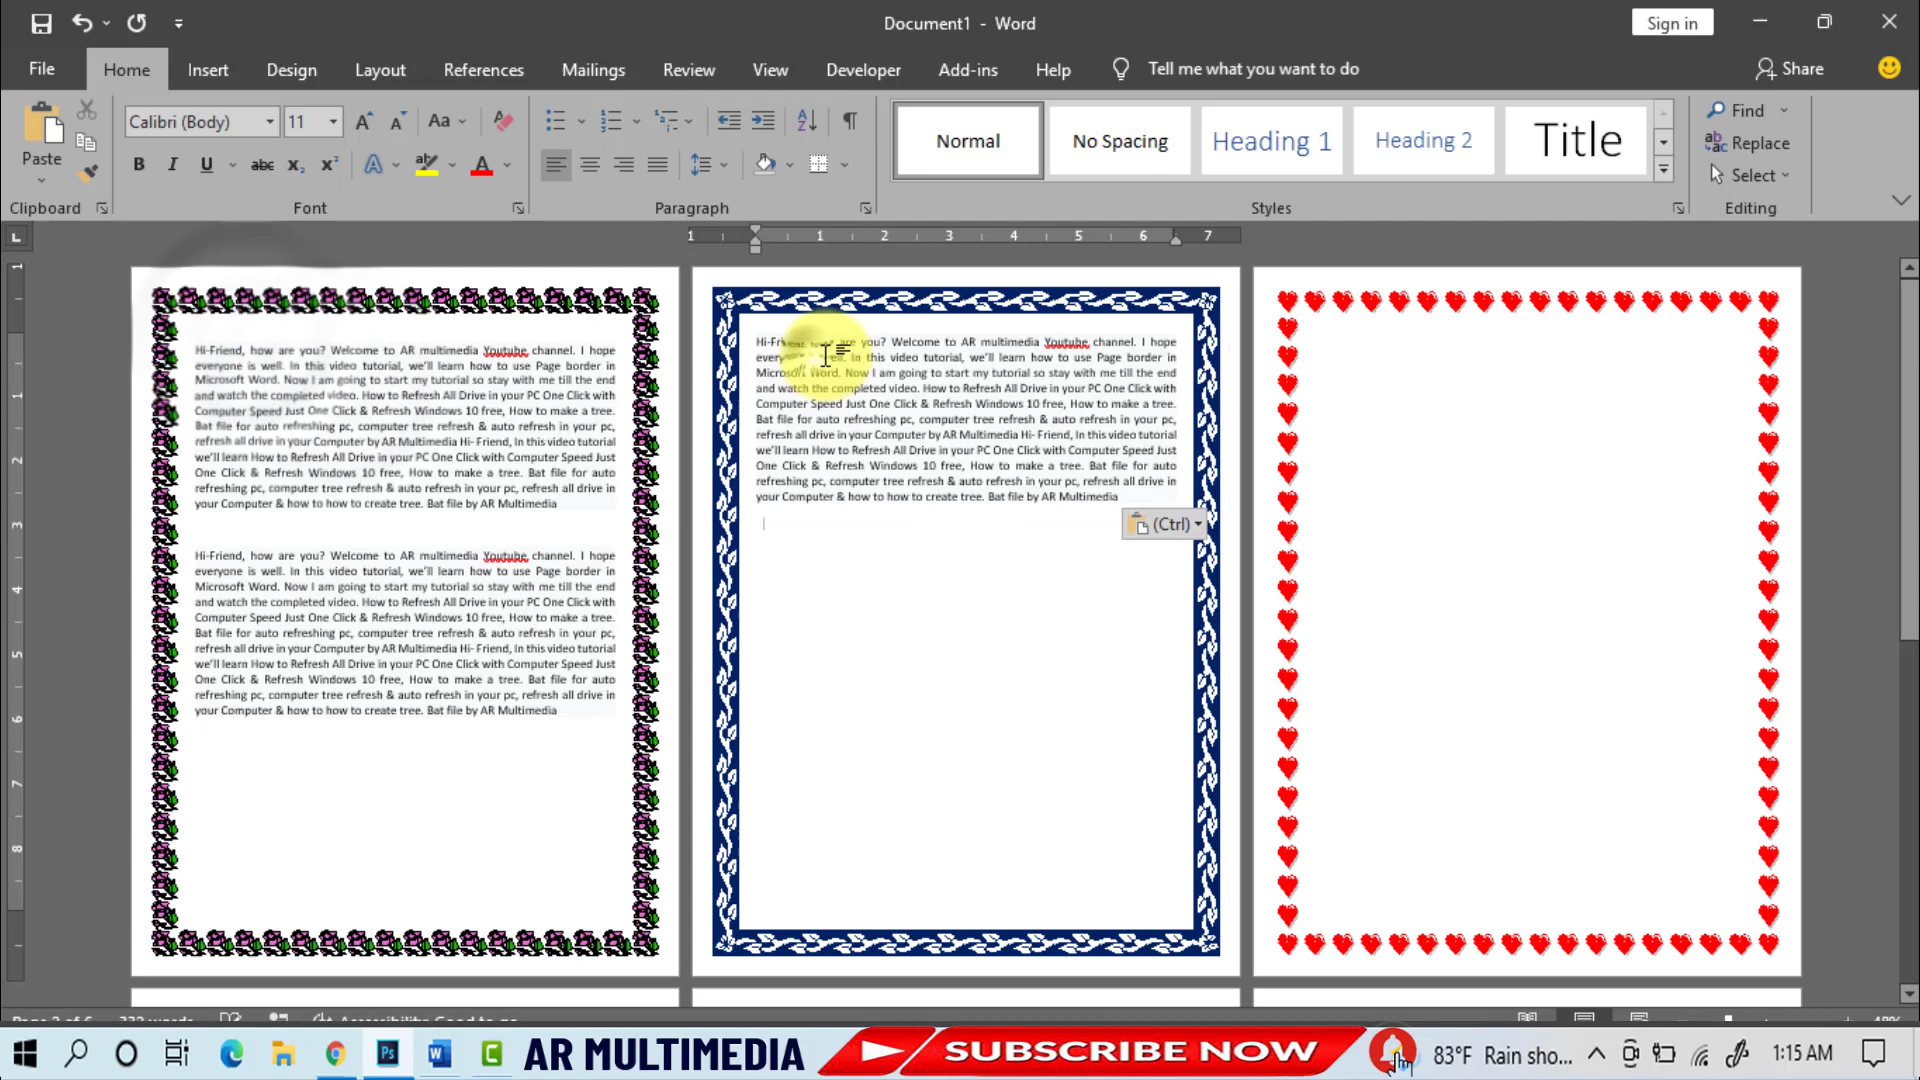 Document1 - Word
Sign in
File Home Insert Design Layout References Mailings Review View Developer Add-ins Help Tell me what you want to do Share
Calibri (Body) 11
Paste
Clipboard Font Paragraph Styles Editing
Normal No Spacing Heading 1 Heading 2 Title
Find
Replace
Select
1 1 2 3 4 5 6 7
Hi-Friend, how are you? Welcome to AR multimedia Youtube channel. I hope
everyone is well. In this video tutorial, we'll learn how to use Page border in
Microsoft Word. Now I am going to start my tutorial so stay with me till the end
and watch the completed video. How to Refresh All Drive in your PC One Click with
Computer Speed Just One Click & Refresh Windows 10 free, How to make a tree.
Bat file for auto refreshing pc, computer tree refresh & auto refresh in your pc,
refresh all drive in your Computer by AR Multimedia Hi- Friend, In this video tutorial
we'll learn How to Refresh All Drive in your PC One Click with Computer Speed Just
One Click & Refresh Windows 10 free, How to make a tree. Bat file for auto
refreshing pc, computer tree refresh & auto refresh in your pc, refresh all drive in
your Computer & how to how to create tree. Bat file by AR Multimedia
Hi-Friend, how are you? Welcome to AR multimedia Youtube channel. I hope
everyone is well. In this video tutorial, we'll learn how to use Page border in
Microsoft Word. Now I am going to start my tutorial so stay with me till the end
and watch the completed video. How to Refresh All Drive in your PC One Click with
Computer Speed Just One Click & Refresh Windows 10 free, How to make a tree.
Bat file for auto refreshing pc, computer tree refresh & auto refresh in your pc,
refresh all drive in your Computer by AR Multimedia Hi- Friend, In this video tutorial
we'll learn How to Refresh All Drive in your PC One Click with Computer Speed Just
One Click & Refresh Windows 10 free, How to make a tree. Bat file for auto
refreshing pc, computer tree refresh & auto refresh in your pc, refresh all drive in
your Computer & how to how to create tree. Bat file by AR Multimedia
Hi-Friend, how are you? Welcome to AR multimedia Youtube channel. I hope
In this video tutorial, we'll learn how to use Page border in
Microsoft Word. Now I am going to start my tutorial so stay with me till the end
and watch the completed video. How to Refresh All Drive in your PC One Click with
Computer Speed Just One Click & Refresh Windows 10 free, How to make a tree.
Bat file for auto refreshing pc, computer tree refresh & auto refresh in your pc,
refresh all drive in your Computer by AR Multimedia Hi- Friend, In this video tutorial
we'll learn How to Refresh All Drive in your PC One Click with Computer Speed Just
One Click & Refresh Windows 10 free, How to make a tree. Bat file for auto
refreshing pc, computer tree refresh & auto refresh in your pc, refresh all drive in
your Computer & how to how to create tree. Bat file by AR Multimedia
(Ctrl)
AR MULTIMEDIA
SUBSCRIBE NOW
83°F Rain sho...
1:15 AM